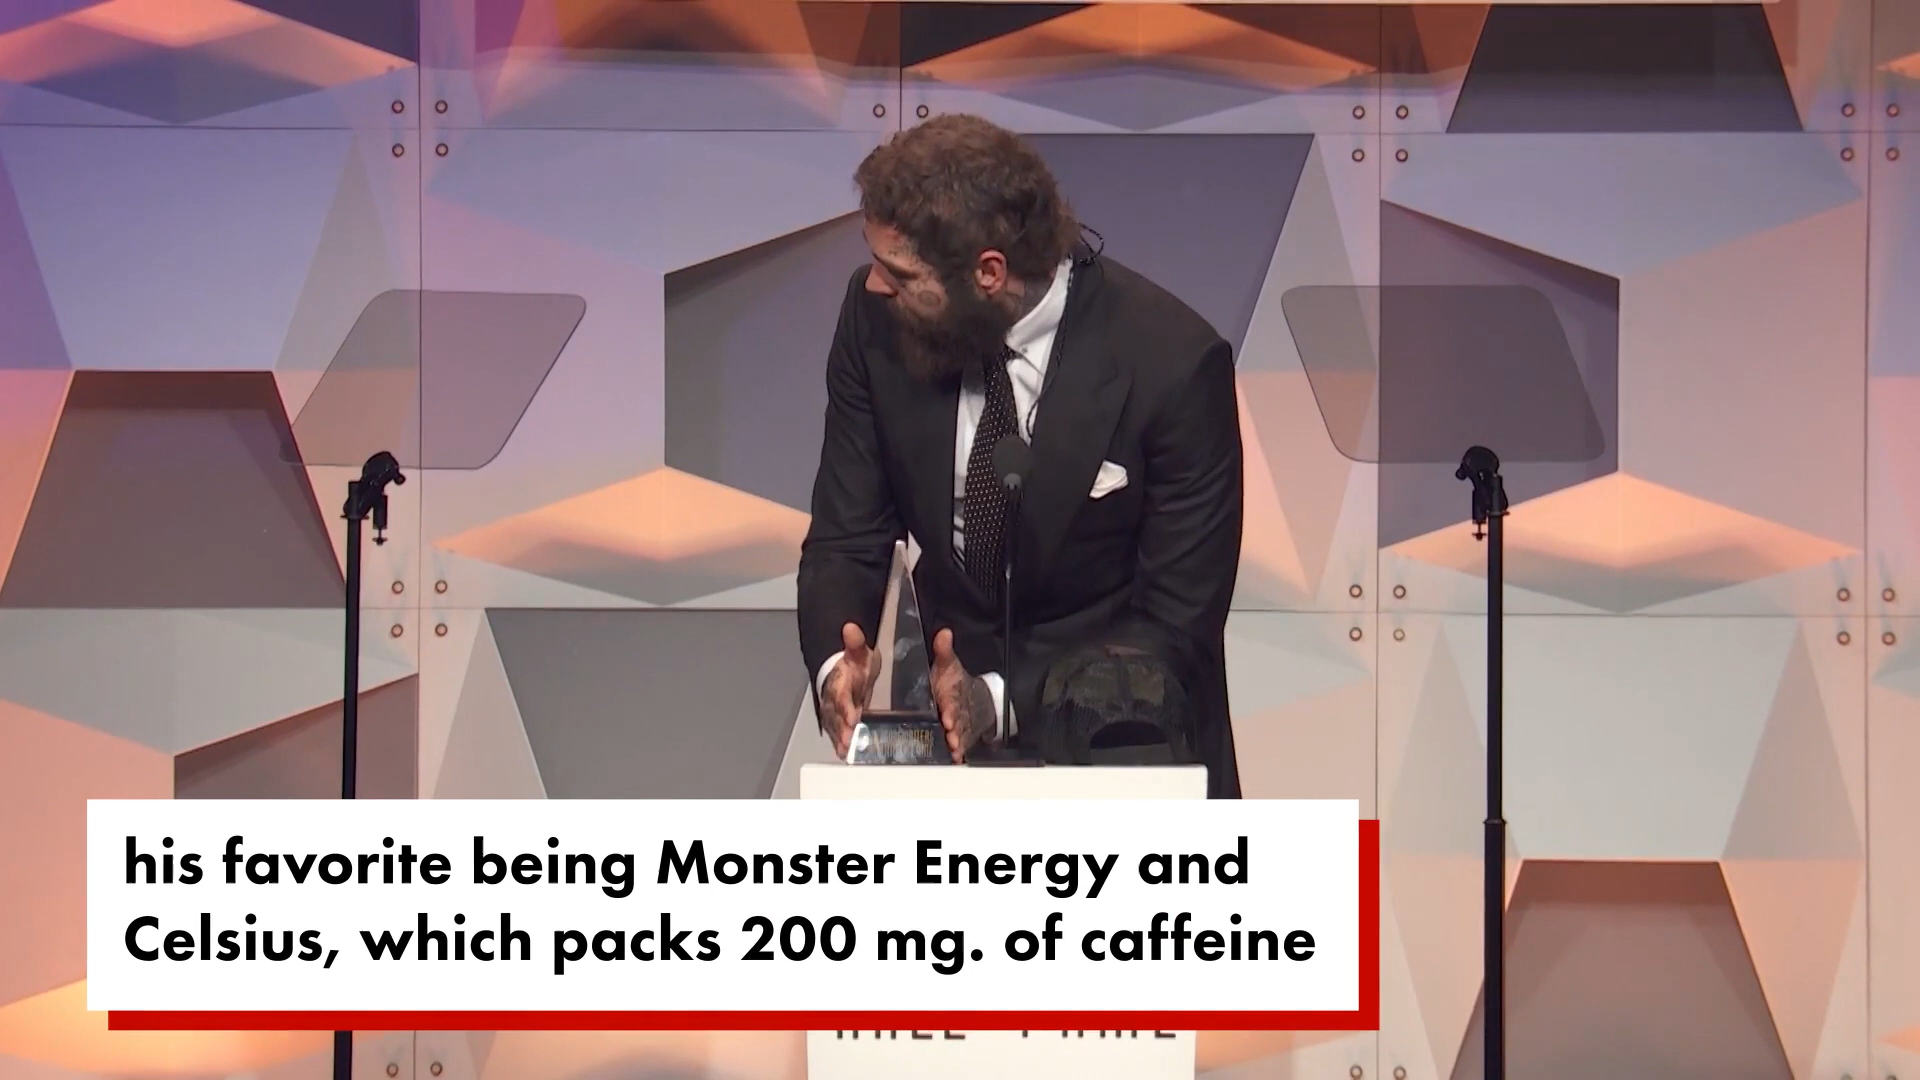 his favorite being Monster Energy and
Celsius, which packs 200 mg. of caffeine